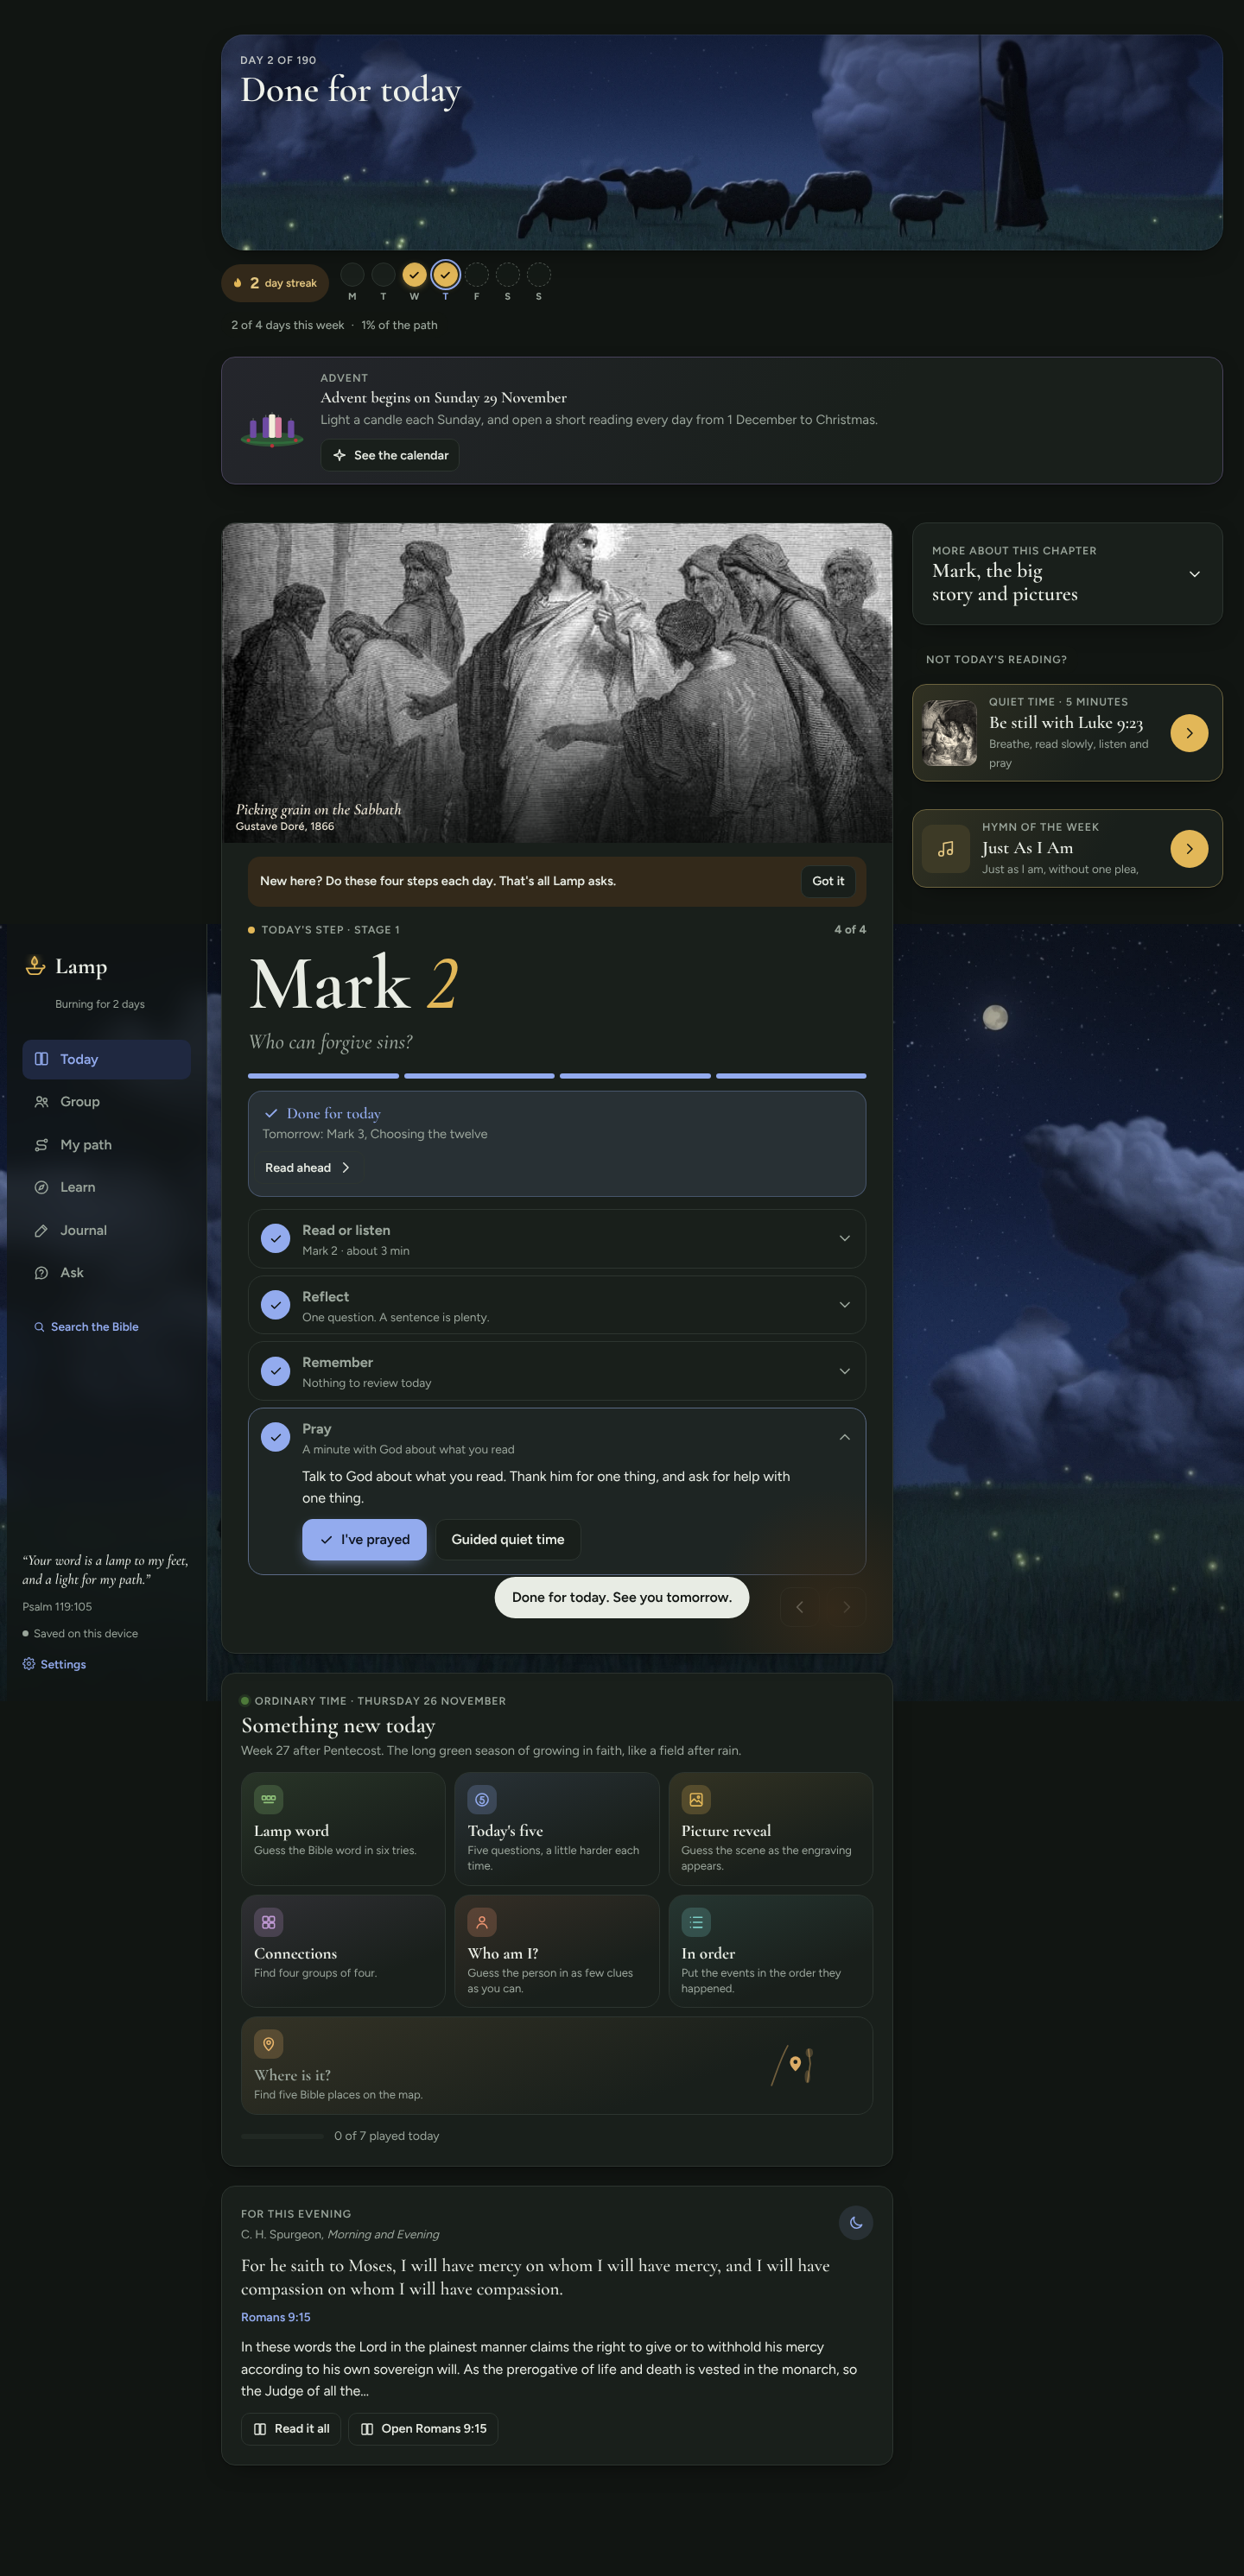 DAY 2 OF 190
Done for today
2 day streak
M T W T F S S
2 of 4 days this week · 1% of the path
ADVENT
Advent begins on Sunday 29 November
Light a candle each Sunday, and open a short reading every day from 1 December to Christmas.
See the calendar
Picking grain on the Sabbath
Gustave Doré, 1866
New here? Do these four steps each day. That's all Lamp asks.
Got it
TODAY'S STEP · STAGE 1
4 of 4
Mark 2
Who can forgive sins?
Done for today
Tomorrow: Mark 3, Choosing the twelve
Read ahead
Read or listen
Mark 2 · about 3 min
Reflect
One question. A sentence is plenty.
Remember
Nothing to review today
Pray
A minute with God about what you read
Talk to God about what you read. Thank him for one thing, and ask for help with
one thing.
I've prayed
Guided quiet time
Done for today. See you tomorrow.
MORE ABOUT THIS CHAPTER
Mark, the big
story and pictures
NOT TODAY'S READING?
QUIET TIME · 5 MINUTES
Be still with Luke 9:23
Breathe, read slowly, listen and
pray
HYMN OF THE WEEK
Just As I Am
Just as I am, without one plea,
Lamp
Burning for 2 days
Today
Group
My path
Learn
Journal
Ask
Search the Bible
“Your word is a lamp to my feet,
and a light for my path.”
Psalm 119:105
Saved on this device
Settings
ORDINARY TIME · THURSDAY 26 NOVEMBER
Something new today
Week 27 after Pentecost. The long green season of growing in faith, like a field after rain.
Lamp word
Guess the Bible word in six tries.
5
Today's five
Five questions, a little harder each
time.
Picture reveal
Guess the scene as the engraving
appears.
Connections
Find four groups of four.
Who am I?
Guess the person in as few clues
as you can.
In order
Put the events in the order they
happened.
Where is it?
Find five Bible places on the map.
0 of 7 played today
FOR THIS EVENING
C. H. Spurgeon, Morning and Evening
For he saith to Moses, I will have mercy on whom I will have mercy, and I will have
compassion on whom I will have compassion.
Romans 9:15
In these words the Lord in the plainest manner claims the right to give or to withhold his mercy
according to his own sovereign will. As the prerogative of life and death is vested in the monarch, so
the Judge of all the…
Read it all
Open Romans 9:15